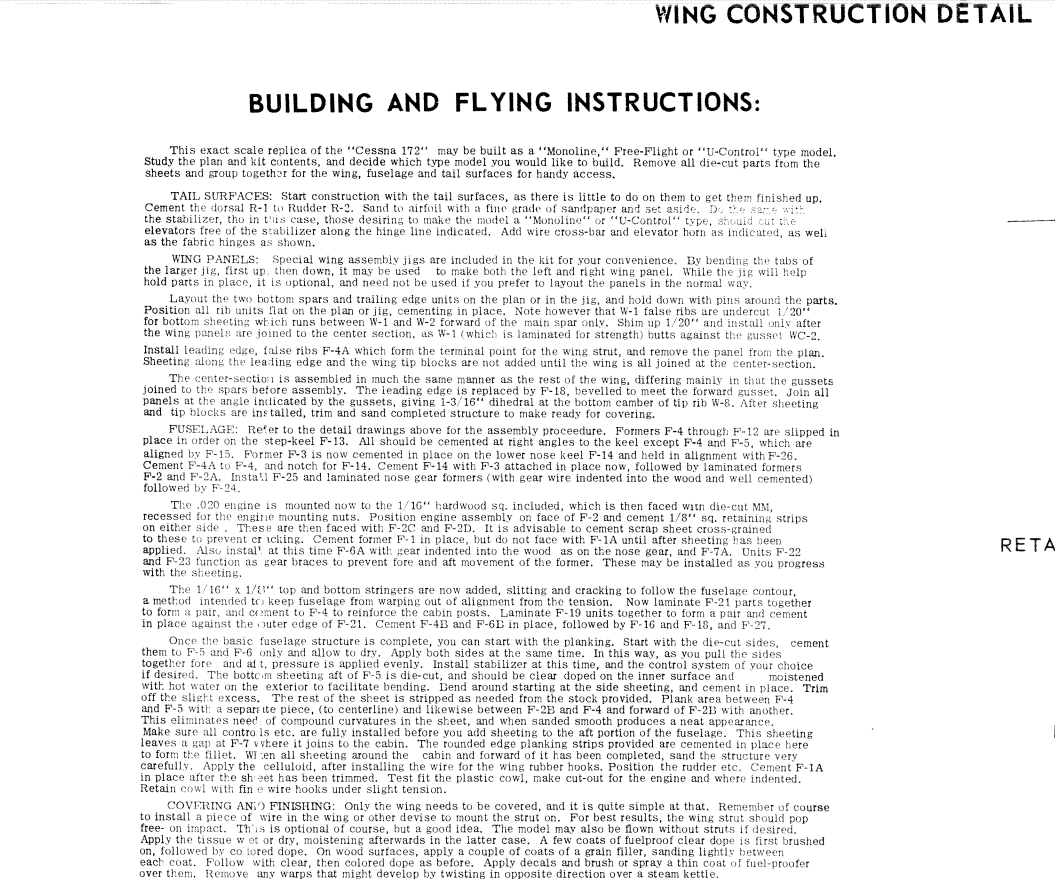 WING CONSTRUCTION DETAIL
BUILDING AND FLYING INSTRUCTIONS:
This exact scale replica of the "Cessna 172" may be built as a "Monoline," Free-Flight or "U-Control" type model.
Study the plan and kit contents, and decide which type model you would like to build. Remove all die-cut parts from the
sheets and group together for the wing, fuselage and tail surfaces for handy access.
TAIL SURFACES: Start construction with the tail surfaces, as there is little to do on them to get them finished up.
Cement the dorsal R-1 to Rudder R-2. Sand to airfoil with a fine grade of sandpaper and set aside. Do the same with
the stabilizer, tho in this case, those desiring to make the model a "Monoline" or "U-Control" type, should cut the
elevators free of the stabilizer along the hinge line indicated. Add wire cross-bar and elevator horn as indicated, as well
as the fabric hinges as shown.
WING PANELS: Special wing assembly jigs are included in the kit for your convenience. By bending the tabs of
the larger jig, first up, then down, it may be used to make both the left and right wing panel. While the jig will help
hold parts in place, it is optional, and need not be used if you prefer to layout the panels in the normal way.
Layout the two bottom spars and trailing edge units on the plan or in the jig, and hold down with pins around the parts.
Position all rib units flat on the plan or jig, cementing in place. Note however that W-1 false ribs are undercut 1/20"
for bottom sheeting which runs between W-1 and W-2 forward of the main spar only. Shim up 1/20" and install only after
the wing panels are joined to the center section, as W-1 (which is laminated for strength) butts against the gusset WC-2.
Install leading edge, false ribs F-4A which form the terminal point for the wing strut, and remove the panel from the plan.
Sheeting along the leading edge and the wing tip blocks are not added until the wing is all joined at the center-section.
The center-section is assembled in much the same manner as the rest of the wing, differing mainly in that the gussets
joined to the spars before assembly. The leading edge is replaced by F-18, bevelled to meet the forward gusset. Join all
panels at the angle indicated by the gussets, giving 1-3/16" dihedral at the bottom camber of tip rib W-8. After sheeting
and tip blocks are installed, trim and sand completed structure to make ready for covering.
FUSELAGE: Refer to the detail drawings above for the assembly proceedure. Formers F-4 through F-12 are slipped in
place in order on the step-keel F-13. All should be cemented at right angles to the keel except F-4 and F-5, which are
aligned by F-15. Former F-3 is now cemented in place on the lower nose keel F-14 and held in alignment with F-26.
Cement F-4A to F-4, and notch for F-14. Cement F-14 with F-3 attached in place now, followed by laminated formers
F-2 and F-2A. Install F-25 and laminated nose gear formers (with gear wire indented into the wood and well cemented)
followed by F-24.
The .020 engine is mounted now to the 1/16" hardwood sq. included, which is then faced with die-cut MM,
recessed for the engine mounting nuts. Position engine assembly on face of F-2 and cement 1/8" sq. retaining strips
on either side . These are then faced with F-2C and F-2D. It is advisable to cement scrap sheet cross-grained
to these to prevent cracking. Cement former F-1 in place, but do not face with F-1A until after sheeting has been
applied. Also install at this time F-6A with gear indented into the wood as on the nose gear, and F-7A. Units F-22
and F-23 function as gear braces to prevent fore and aft movement of the former. These may be installed as you progress
with the sheeting.
The 1/16" x 1/8" top and bottom stringers are now added, slitting and cracking to follow the fuselage contour,
a method intended to keep fuselage from warping out of alignment from the tension. Now laminate F-21 parts together
to form a pair, and cement to F-4 to reinforce the cabin posts. Laminate F-19 units together to form a pair and cement
in place against the outer edge of F-21. Cement F-4B and F-6B in place, followed by F-16 and F-18, and F-27.
Once the basic fuselage structure is complete, you can start with the planking. Start with the die-cut sides, cement
them to F-5 and F-6 only and allow to dry. Apply both sides at the same time. In this way, as you pull the sides
together fore and aft, pressure is applied evenly. Install stabilizer at this time, and the control system of your choice
if desired. The bottom sheeting aft of F-5 is die-cut, and should be clear doped on the inner surface and moistened
with hot water on the exterior to facilitate bending. Bend around starting at the side sheeting, and cement in place. Trim
off the slight excess. The rest of the sheet is stripped as needed from the stock provided. Plank area between F-4
and F-5 with a separate piece, (to centerline) and likewise between F-2B and F-4 and forward of F-2B with another.
This eliminates need of compound curvatures in the sheet, and when sanded smooth produces a neat appearance.
Make sure all controls etc. are fully installed before you add sheeting to the aft portion of the fuselage. This sheeting
leaves a gap at F-7 where it joins to the cabin. The rounded edge planking strips provided are cemented in place here
to form the fillet. When all sheeting around the cabin and forward of it has been completed, sand the structure very
carefully. Apply the celluloid, after installing the wire for the wing rubber hooks. Position the rudder etc. Cement F-1A
in place after the sheet has been trimmed. Test fit the plastic cowl, make cut-out for the engine and where indented.
Retain cowl with fine wire hooks under slight tension.
COVERING AND FINISHING: Only the wing needs to be covered, and it is quite simple at that. Remember of course
to install a piece of wire in the wing or other devise to mount the strut on. For best results, the wing strut should pop
free- on impact. This is optional of course, but a good idea. The model may also be flown without struts if desired.
Apply the tissue wet or dry, moistening afterwards in the latter case. A few coats of fuelproof clear dope is first brushed
on, followed by colored dope. On wood surfaces, apply a couple of coats of a grain filler, sanding lightly between
each coat. Follow with clear, then colored dope as before. Apply decals and brush or spray a thin coat of fuel-proofer
over them. Remove any warps that might develop by twisting in opposite direction over a steam kettle.
RETA